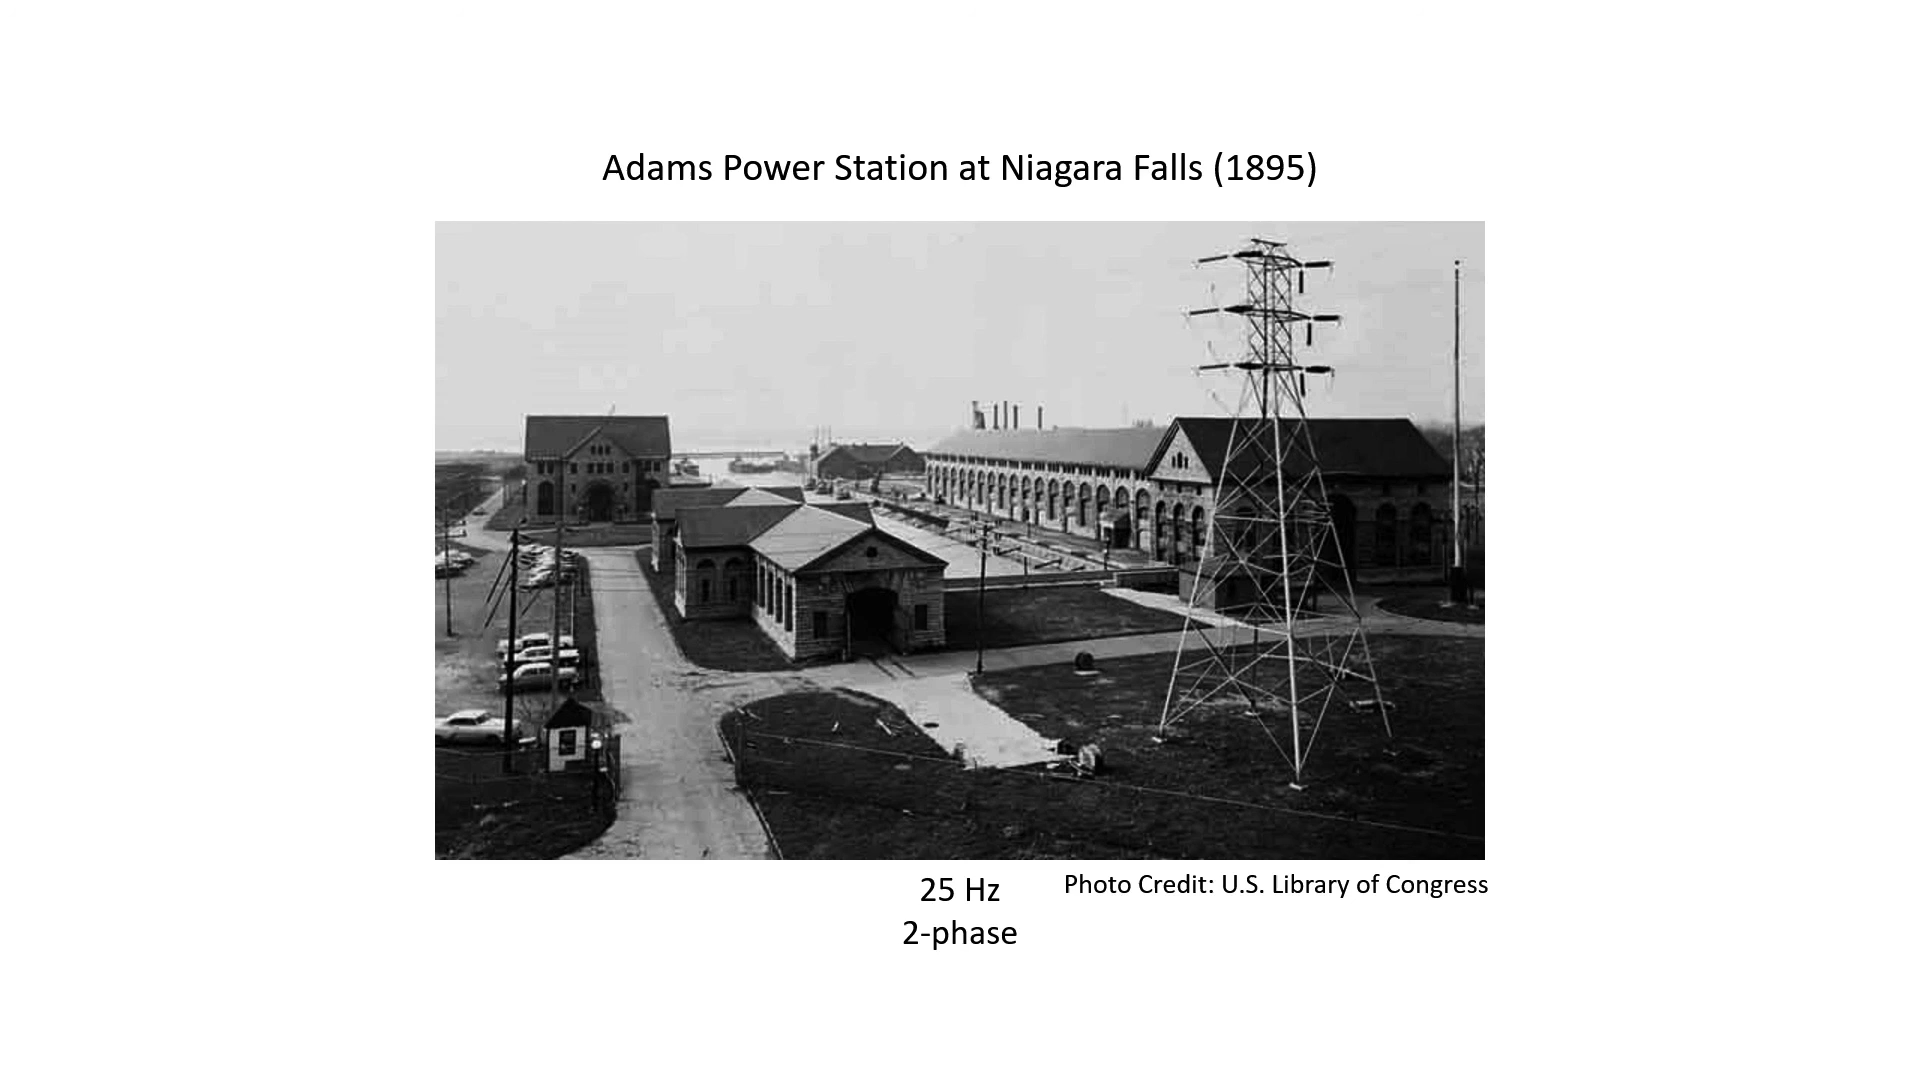 Adams Power Station at Niagara Falls (1895)
25 Hz
Photo Credit: U.S. Library of Congress
2-phase